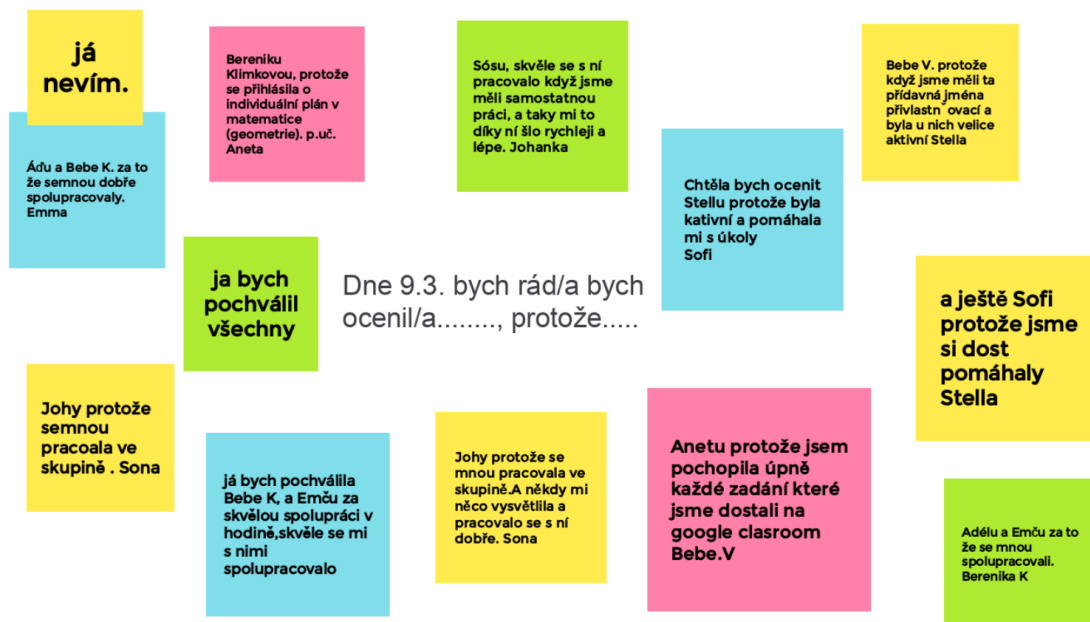 já
nevím.
Bereniku
Klimkovou, protože
se přihlásila o
individuální plán v
matematice
(geometrie). p.uč.
Aneta
Sósu, skvěle se s ní
pracovalo když jsme
měli samostatnou
práci, a taky mi to
díky ní šlo rychleji a
lépe. Johanka
Bebe V. protože
když jsme měli ta
přídavná jména
přivlastnˇovací a
byla u nich velice
aktivní Stella
Áďu a Bebe K. za to
že semnou dobře
spolupracovaly.
Emma
Chtěla bych ocenit
Stellu protože byla
kativní a pomáhala
mi s úkoly
Sofi
ja bych
pochválil
všechny
Dne 9.3. bych rád/a bych
ocenil/a........, protože.....
a ještě Sofi
protože jsme
si dost
pomáhaly
Stella
Johy protože
semnou
pracoala ve
skupině . Sona
já bych pochválila
Bebe K, a Emču za
skvělou spolupráci v
hodině,skvěle se mi
s nimi
spolupracovalo
Johy protože se
mnou pracovala ve
skupině.A někdy mi
něco vysvětlila a
pracovalo se s ní
dobře. Sona
Anetu protože jsem
pochopila úpně
každé zadání které
jsme dostali na
google clasroom
Bebe.V
Adélu a Emču za to
že se mnou
spolupracovali.
Berenika K